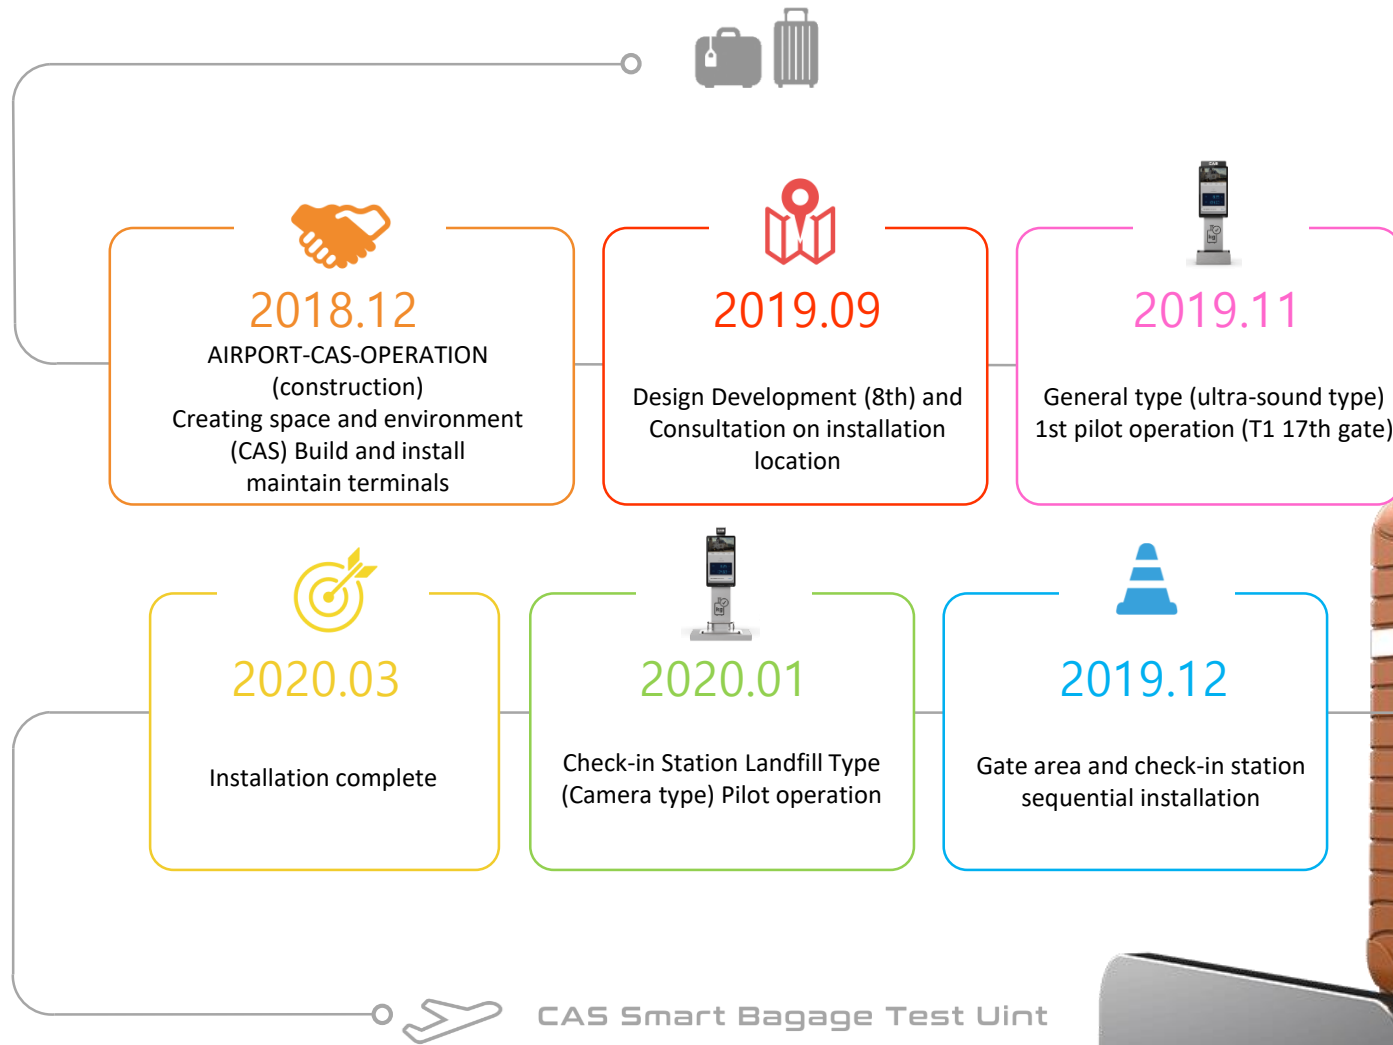 2018.12
AIRPORT-CAS-OPERATION
(construction)
Creating space and environment
(CAS) Build and install
maintain terminals
2019.09
Design Development (8th) and
Consultation on installation
location
CAS
2019.11
General type (ultra-sound type)
1st pilot operation (T1 17th gate)
2020.03
Installation complete
2020.01
Check-in Station Landfill Type
(Camera type) Pilot operation
2019.12
Gate area and check-in station
sequential installation
CAS Smart Bagage Test Uint